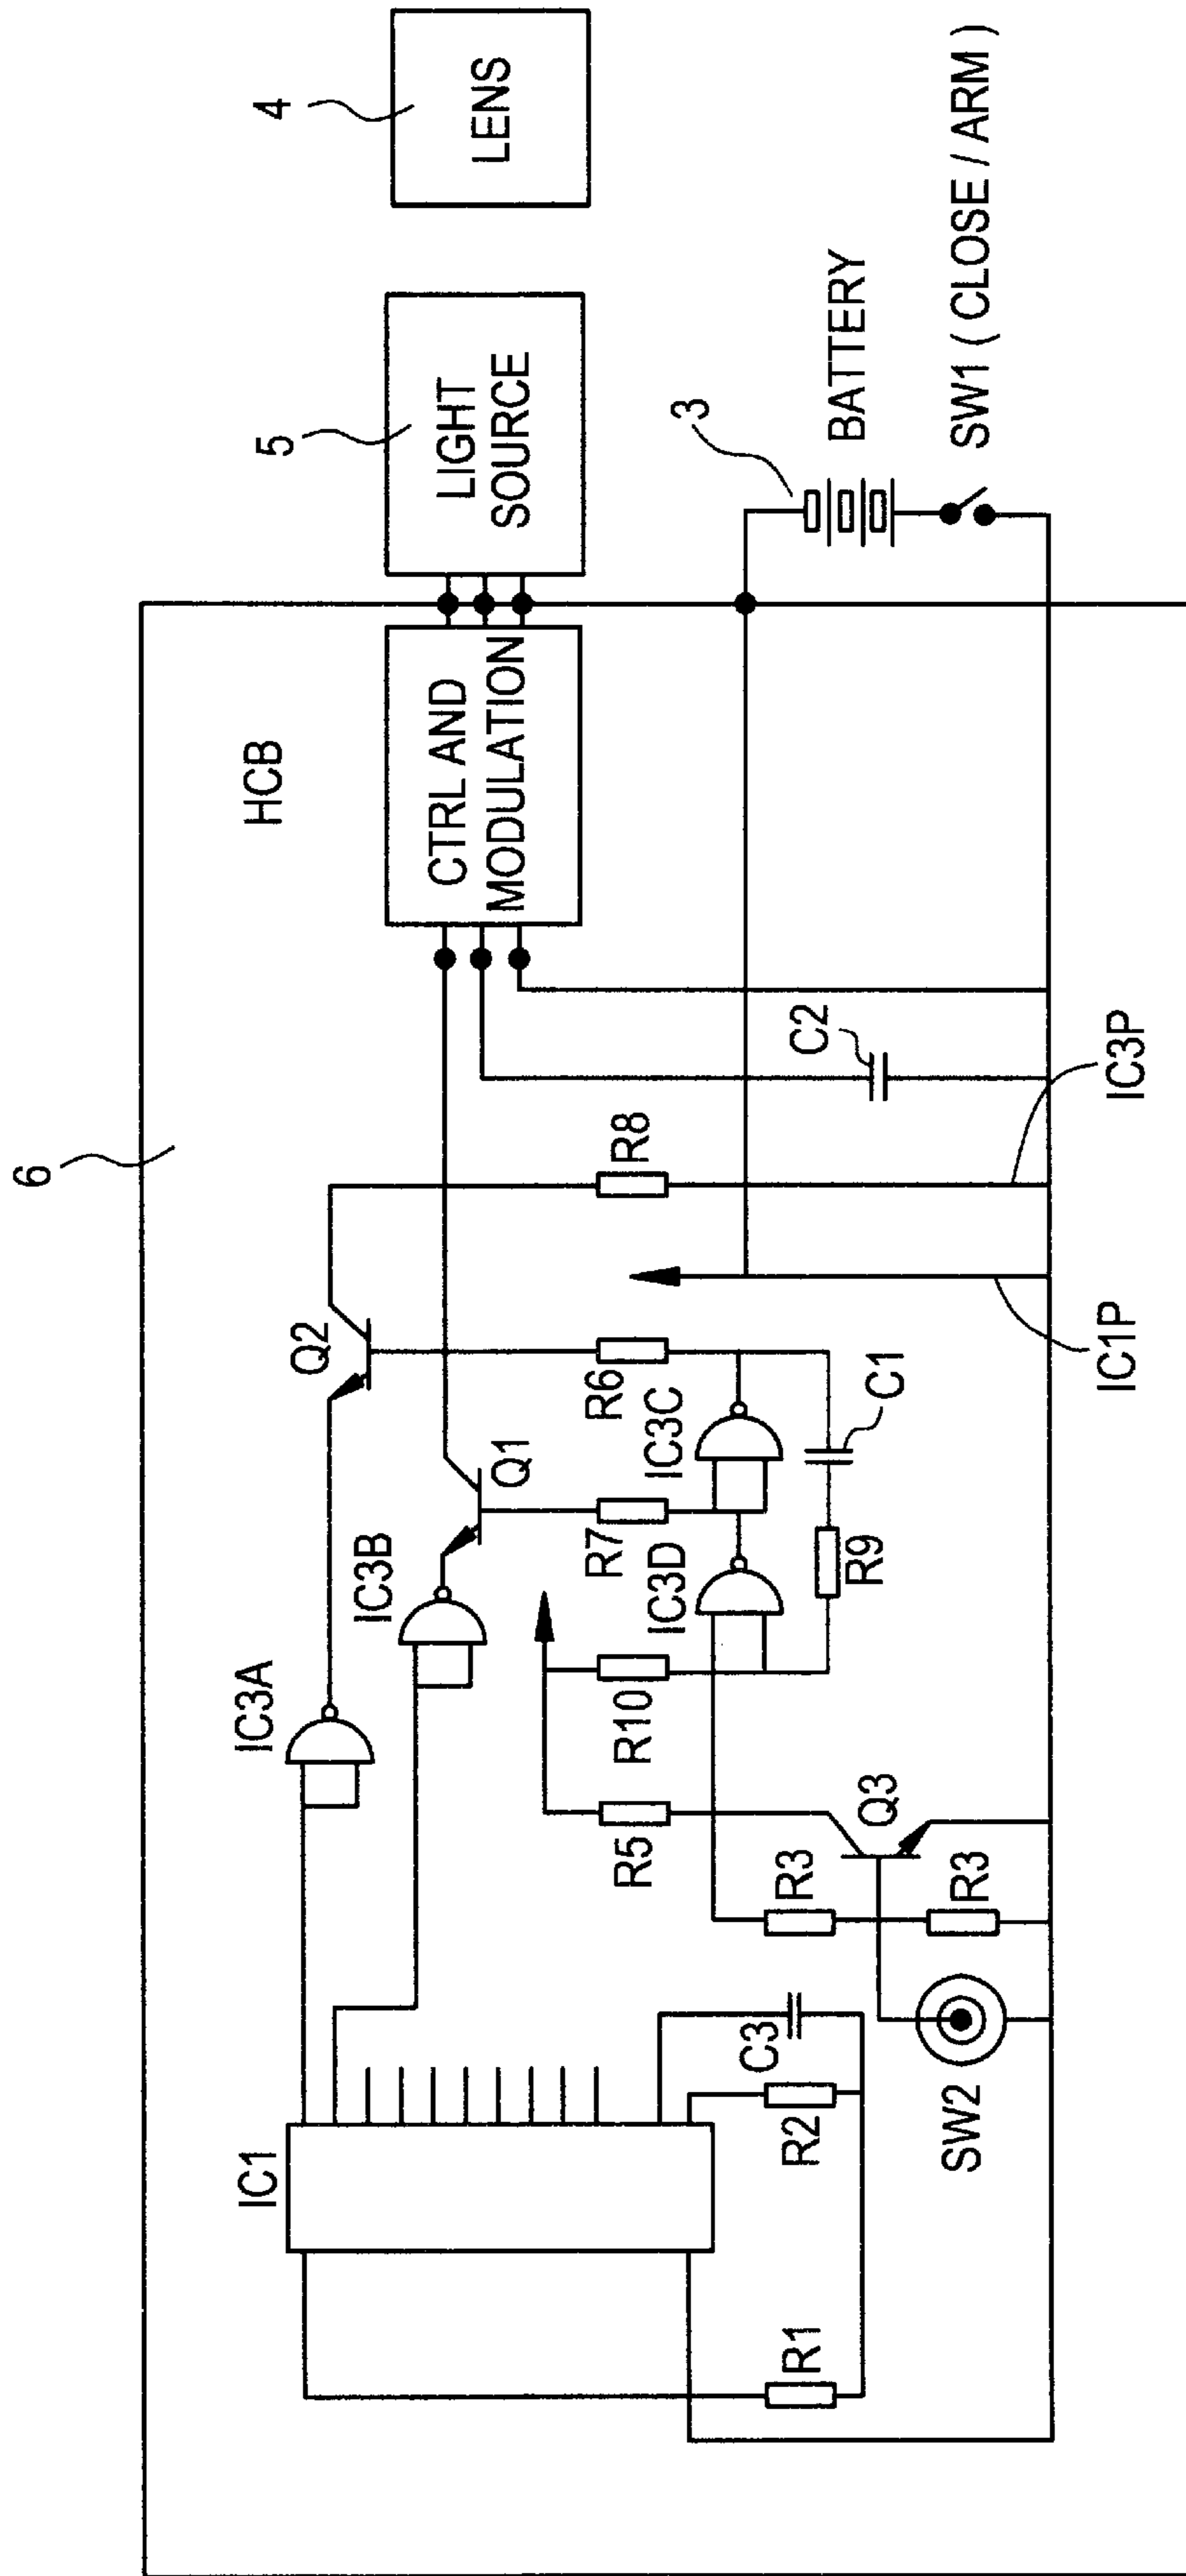 6
HCB
4
LENS
5
LIGHT
SOURCE
CTRL AND
MODULATION
3
BATTERY
SW1 ( CLOSE / ARM )
IC1
IC3A
IC3B
Q2
Q1
R8
C2
R6
R7
IC3C
IC3D
C1
R9
R10
R5
Q3
R3
R3
C3
R2
R1
SW2
IC1P
IC3P